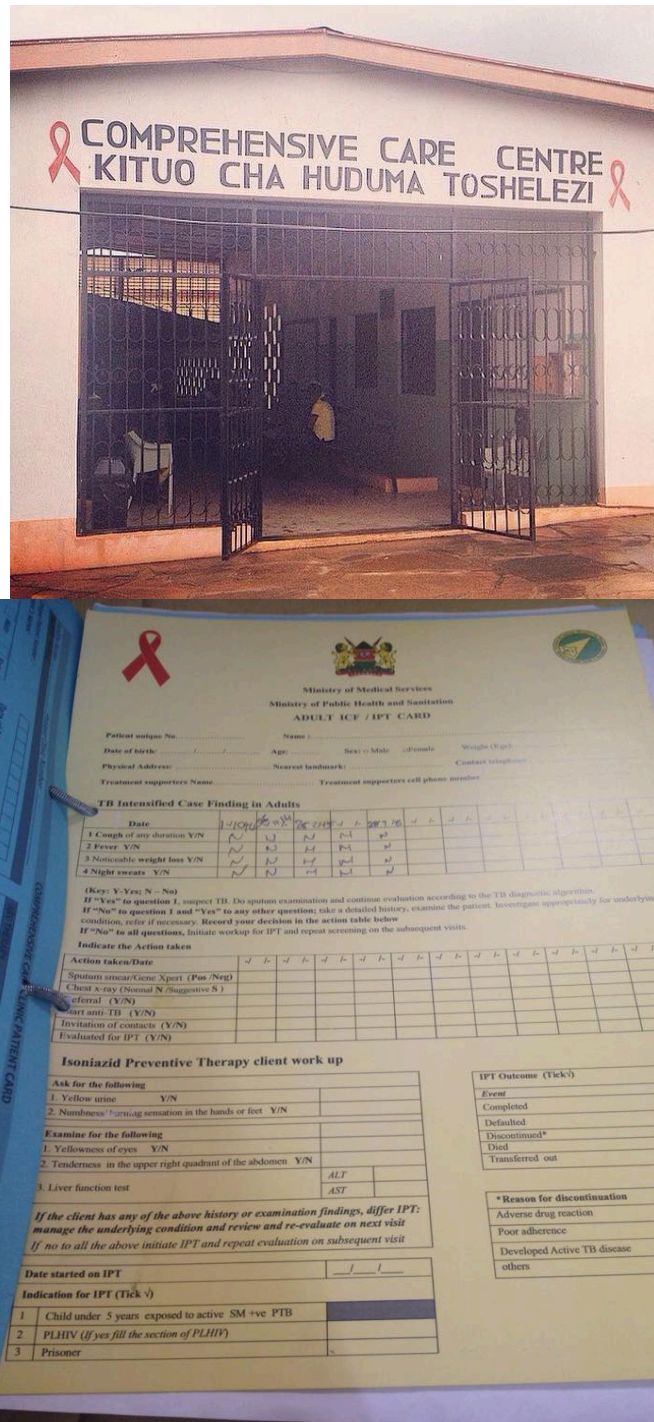 COMPREHENSIVE CARE CENTRE
KITUO CHA HUDUMA TOSHELEZI
Ministry of Medical Services
Ministry of Public Health and Sanitation
ADULT ICF / IPT CARD
Patient unique No. Name :
Date of birth: / / Age: Sex: Male Female Weight (Kgs)
Physical Address: Nearest landmark: Contact telephone
Treatment supporters Name Treatment supporters cell phone number
TB Intensified Case Finding in Adults
Date
1 Cough of any duration Y/N N N N N N
2 Fever Y/N N N N N N
3 Noticeable weight loss Y/N N N N N
4 Night sweats Y/N N N N N
(Key: Y-Yes; N – No)
If "Yes" to question 1, suspect TB. Do sputum examination and continue evaluation according to the TB diagnostic algorithm.
If "No" to question 1 and "Yes" to any other question; take a detailed history, examine the patient. Investigate appropriately for underlying
condition, refer if necessary. Record your decision in the action table below
If "No" to all questions, Initiate workup for IPT and repeat screening on the subsequent visits.
Indicate the Action taken
Action taken/Date
Sputum smear/Gene Xpert (Pos /Neg)
Chest x-ray (Normal N /Suggestive S )
eferral (Y/N)
tart anti-TB (Y/N)
Invitation of contacts (Y/N)
Evaluated for IPT (Y/N)
Isoniazid Preventive Therapy client work up
Ask for the following
1. Yellow urine Y/N
2. Numbness/ burning sensation in the hands or feet Y/N
Examine for the following
1. Yellowness of eyes Y/N
2. Tenderness in the upper right quadrant of the abdomen Y/N
3. Liver function test ALT
AST
If the client has any of the above history or examination findings, differ IPT:
manage the underlying condition and review and re-evaluate on next visit
If no to all the above initiate IPT and repeat evaluation on subsequent visit
Date started on IPT / /
Indication for IPT (Tick √)
1 Child under 5 years exposed to active SM +ve PTB
2 PLHIV (If yes fill the section of PLHIV)
3 Prisoner
IPT Outcome (Tick√)
Event
Completed
Defaulted
Discontinued*
Died
Transferred out
*Reason for discontinuation
Adverse drug reaction
Poor adherence
Developed Active TB disease
others